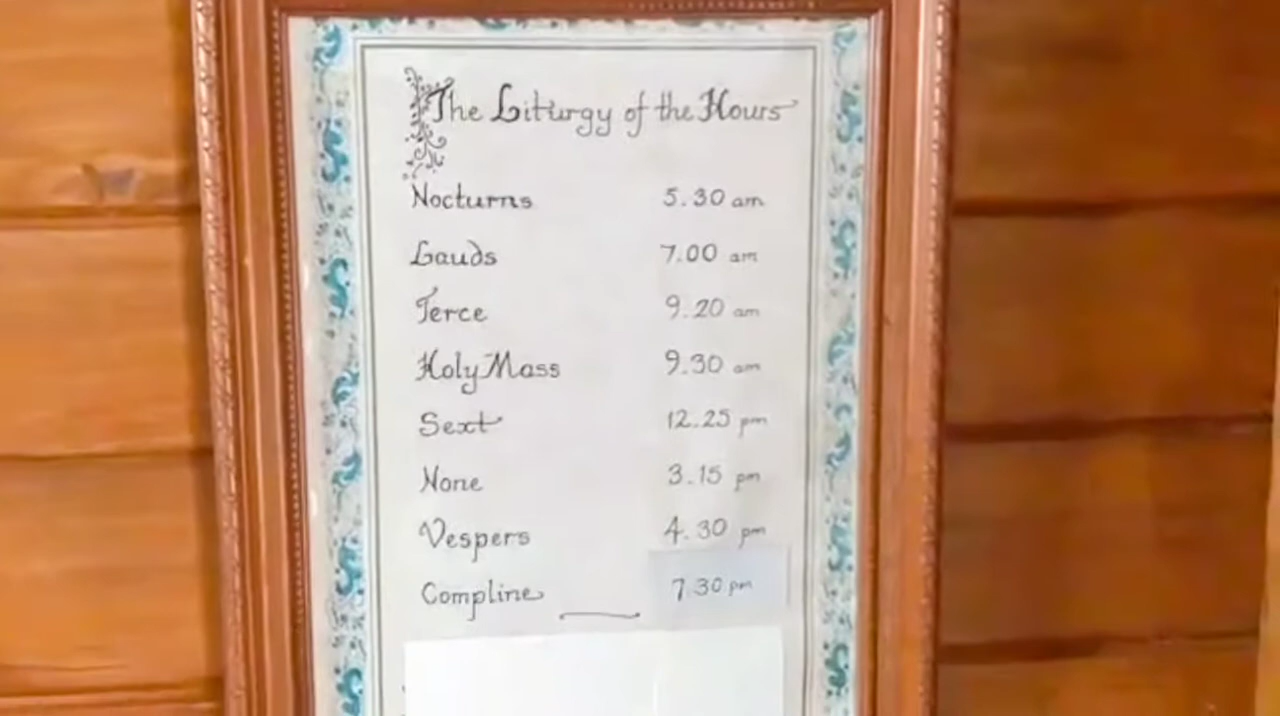 The Liturgy of the Hours
Nocturns 5.30 am
Lauds 7.00 am
Terce 9.20 am
Holy Mass 9.30 am
Sext 12.25 pm
None 3.15 pm
Vespers 4.30 pm
Compline 7.30 pm